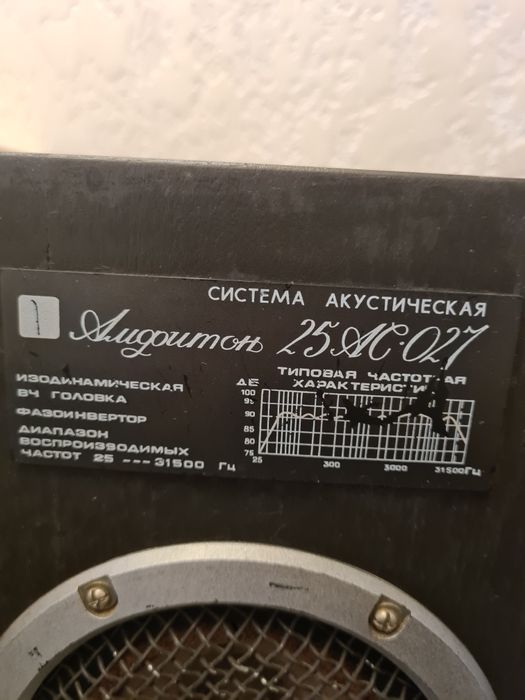 СИСТЕМА АКУСТИЧЕСКАЯ
Амфитон 25АС-027
ИЗОДИНАМИЧЕСКАЯ
ВЧ ГОЛОВКА
ФАЗОИНВЕРТОР
ДИАПАЗОН
ВОСПРОИЗВОДИМЫХ
ЧАСТОТ 25 --- 31500 Гц
ТИПОВАЯ ЧАСТОТНАЯ
ХАРАКТЕРИСТИКА
дБ
100
95
90
85
80
75
25 300 3000 31500Гц